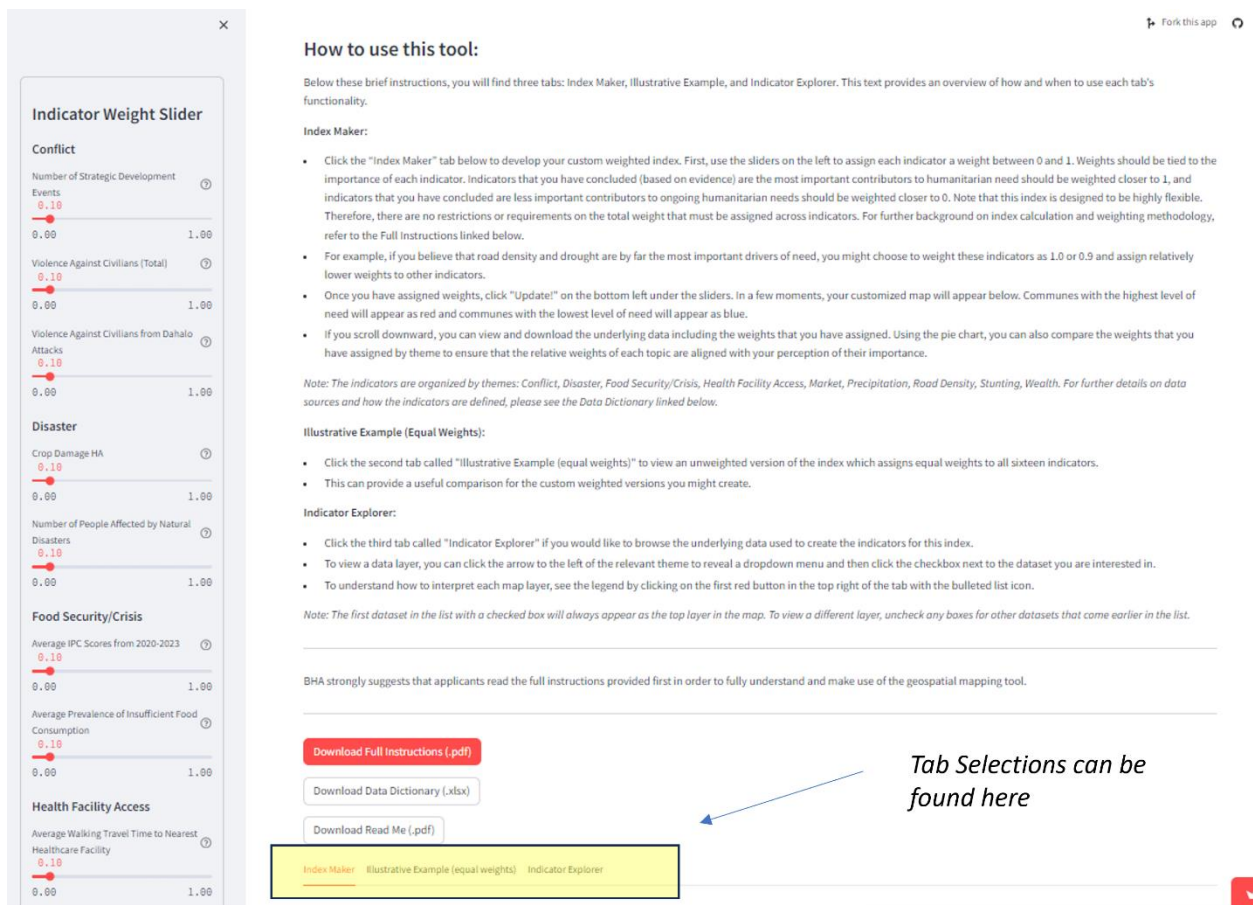 ×
Indicator Weight Slider
Conflict
Number of Strategic Development
Events
0.10
0.00 1.00
Violence Against Civilians (Total)
0.10
0.00 1.00
Violence Against Civilians from Dahalo
Attacks
0.10
0.00 1.00
Disaster
Crop Damage HA
0.10
0.00 1.00
Number of People Affected by Natural
Disasters
0.10
0.00 1.00
Food Security/Crisis
Average IPC Scores from 2020-2023
0.10
0.00 1.00
Average Prevalence of Insufficient Food
Consumption
0.10
0.00 1.00
Health Facility Access
Average Walking Travel Time to Nearest
Healthcare Facility
0.10
0.00 1.00
Fork this app
How to use this tool:
Below these brief instructions, you will find three tabs: Index Maker, Illustrative Example, and Indicator Explorer. This text provides an overview of how and when to use each tab's
functionality.
Index Maker:
• Click the "Index Maker" tab below to develop your custom weighted index. First, use the sliders on the left to assign each indicator a weight between 0 and 1. Weights should be tied to the
importance of each indicator. Indicators that you have concluded (based on evidence) are the most important contributors to humanitarian need should be weighted closer to 1, and
indicators that you have concluded are less important contributors to ongoing humanitarian needs should be weighted closer to 0. Note that this index is designed to be highly flexible.
Therefore, there are no restrictions or requirements on the total weight that must be assigned across indicators. For further background on index calculation and weighting methodology,
refer to the Full Instructions linked below.
• For example, if you believe that road density and drought are by far the most important drivers of need, you might choose to weight these indicators as 1.0 or 0.9 and assign relatively
lower weights to other indicators.
• Once you have assigned weights, click "Update!" on the bottom left under the sliders. In a few moments, your customized map will appear below. Communes with the highest level of
need will appear as red and communes with the lowest level of need will appear as blue.
• If you scroll downward, you can view and download the underlying data including the weights that you have assigned. Using the pie chart, you can also compare the weights that you
have assigned by theme to ensure that the relative weights of each topic are aligned with your perception of their importance.
Note: The indicators are organized by themes: Conflict, Disaster, Food Security/Crisis, Health Facility Access, Market, Precipitation, Road Density, Stunting, Wealth. For further details on data
sources and how the indicators are defined, please see the Data Dictionary linked below.
Illustrative Example (Equal Weights):
• Click the second tab called "Illustrative Example (equal weights)" to view an unweighted version of the index which assigns equal weights to all sixteen indicators.
• This can provide a useful comparison for the custom weighted versions you might create.
Indicator Explorer:
• Click the third tab called "Indicator Explorer" if you would like to browse the underlying data used to create the indicators for this index.
• To view a data layer, you can click the arrow to the left of the relevant theme to reveal a dropdown menu and then click the checkbox next to the dataset you are interested in.
• To understand how to interpret each map layer, see the legend by clicking on the first red button in the top right of the tab with the bulleted list icon.
Note: The first dataset in the list with a checked box will always appear as the top layer in the map. To view a different layer, uncheck any boxes for other datasets that come earlier in the list.
BHA strongly suggests that applicants read the full instructions provided first in order to fully understand and make use of the geospatial mapping tool.
Download Full Instructions (.pdf)
Download Data Dictionary (.xlsx)
Download Read Me (.pdf)
Tab Selections can be
found here
Index Maker Illustrative Example (equal weights) Indicator Explorer